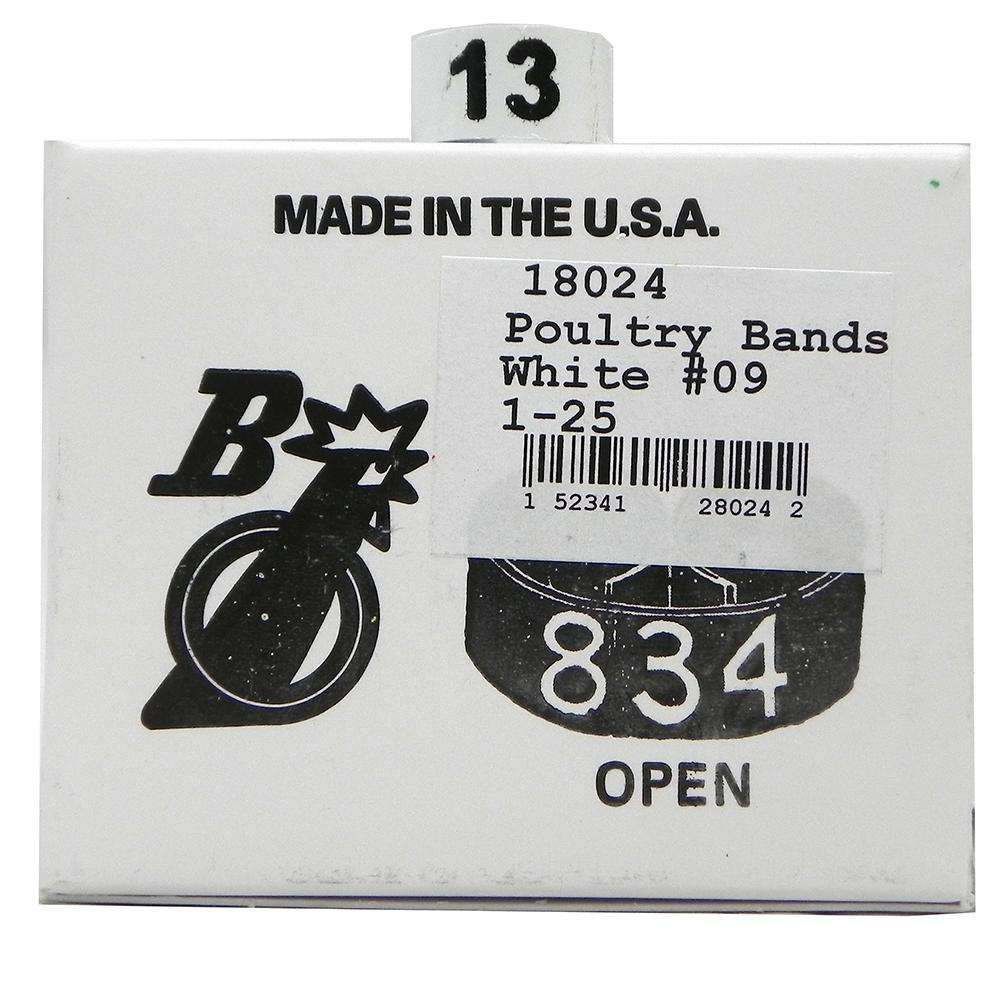 13
MADE IN THE U.S.A.
18024
Poultry Bands
White #09
1-25
1 52341 28024 2
B
F
834
OPEN